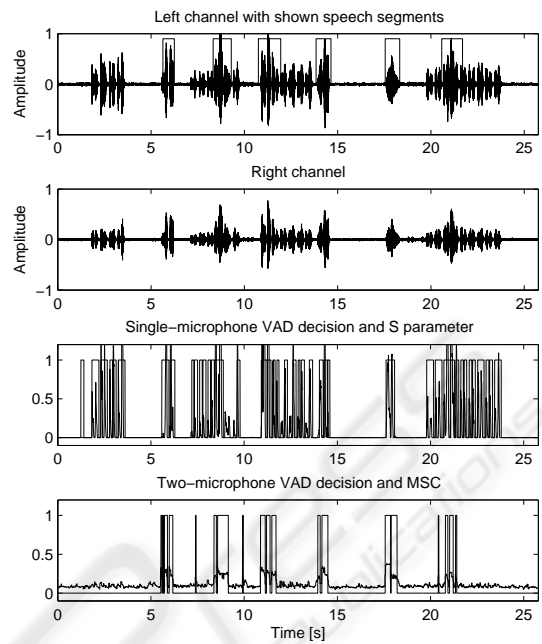 Left channel with shown speech segments
1
0
−1
Amplitude
0 5 10 15 20 25
Right channel
1
0
−1
Amplitude
0 5 10 15 20 25
Single−microphone VAD decision and S parameter
1
0.5
0
0 5 10 15 20 25
Two−microphone VAD decision and MSC
1
0.5
0
0 5 10 15 20 25
Time [s]